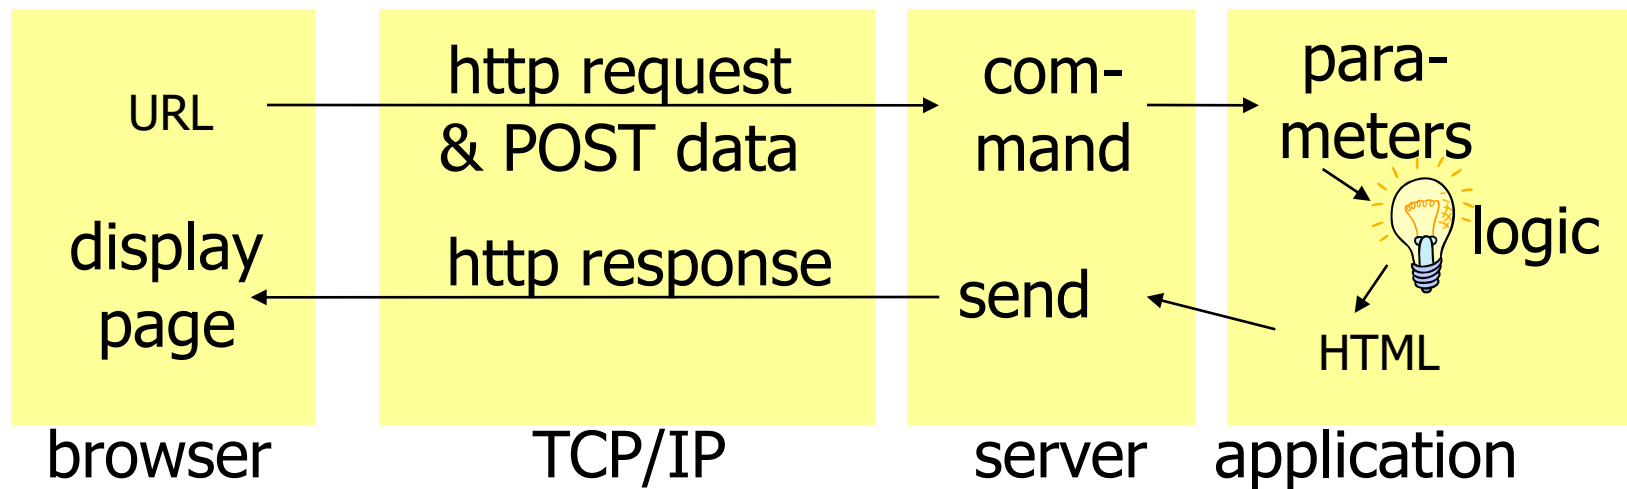 URL
display
page
browser
http request
& POST data
http response
TCP/IP
com-
mand
send
server
para-
meters
logic
HTML
application